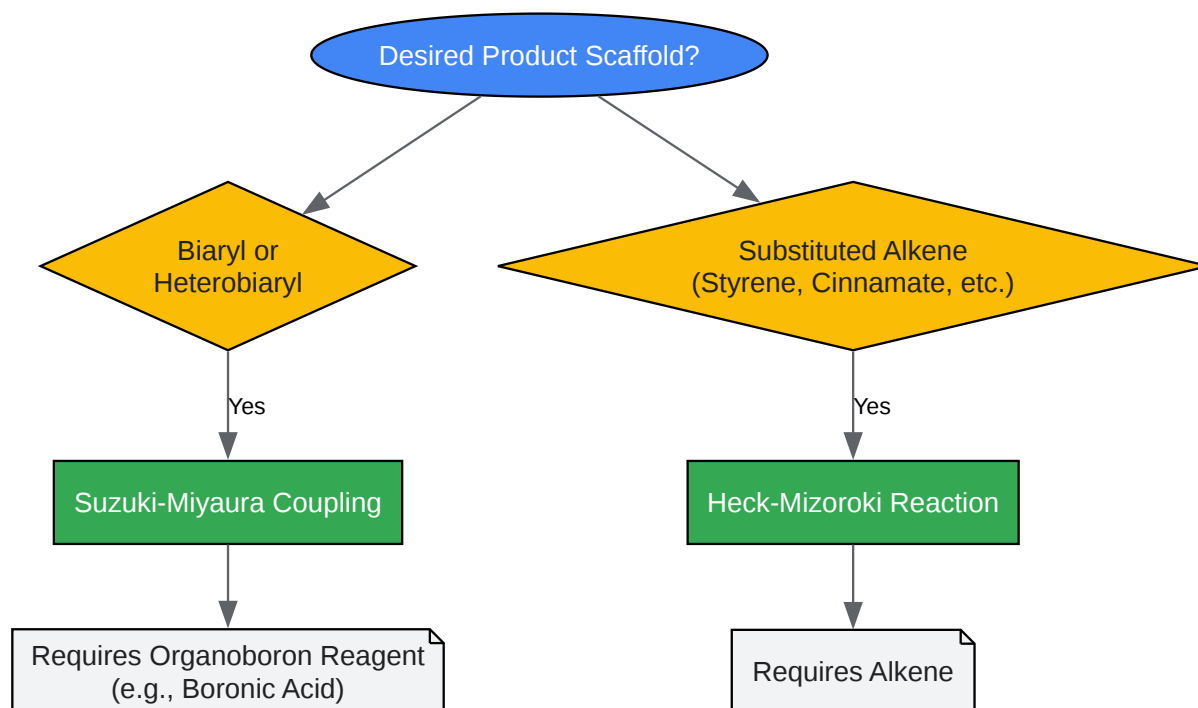 Desired Product Scaffold?
Biaryl or
Heterobiaryl
Substituted Alkene
(Styrene, Cinnamate, etc.)
Yes
Yes
Suzuki-Miyaura Coupling
Heck-Mizoroki Reaction
Requires Organoboron Reagent
(e.g., Boronic Acid)
Requires Alkene